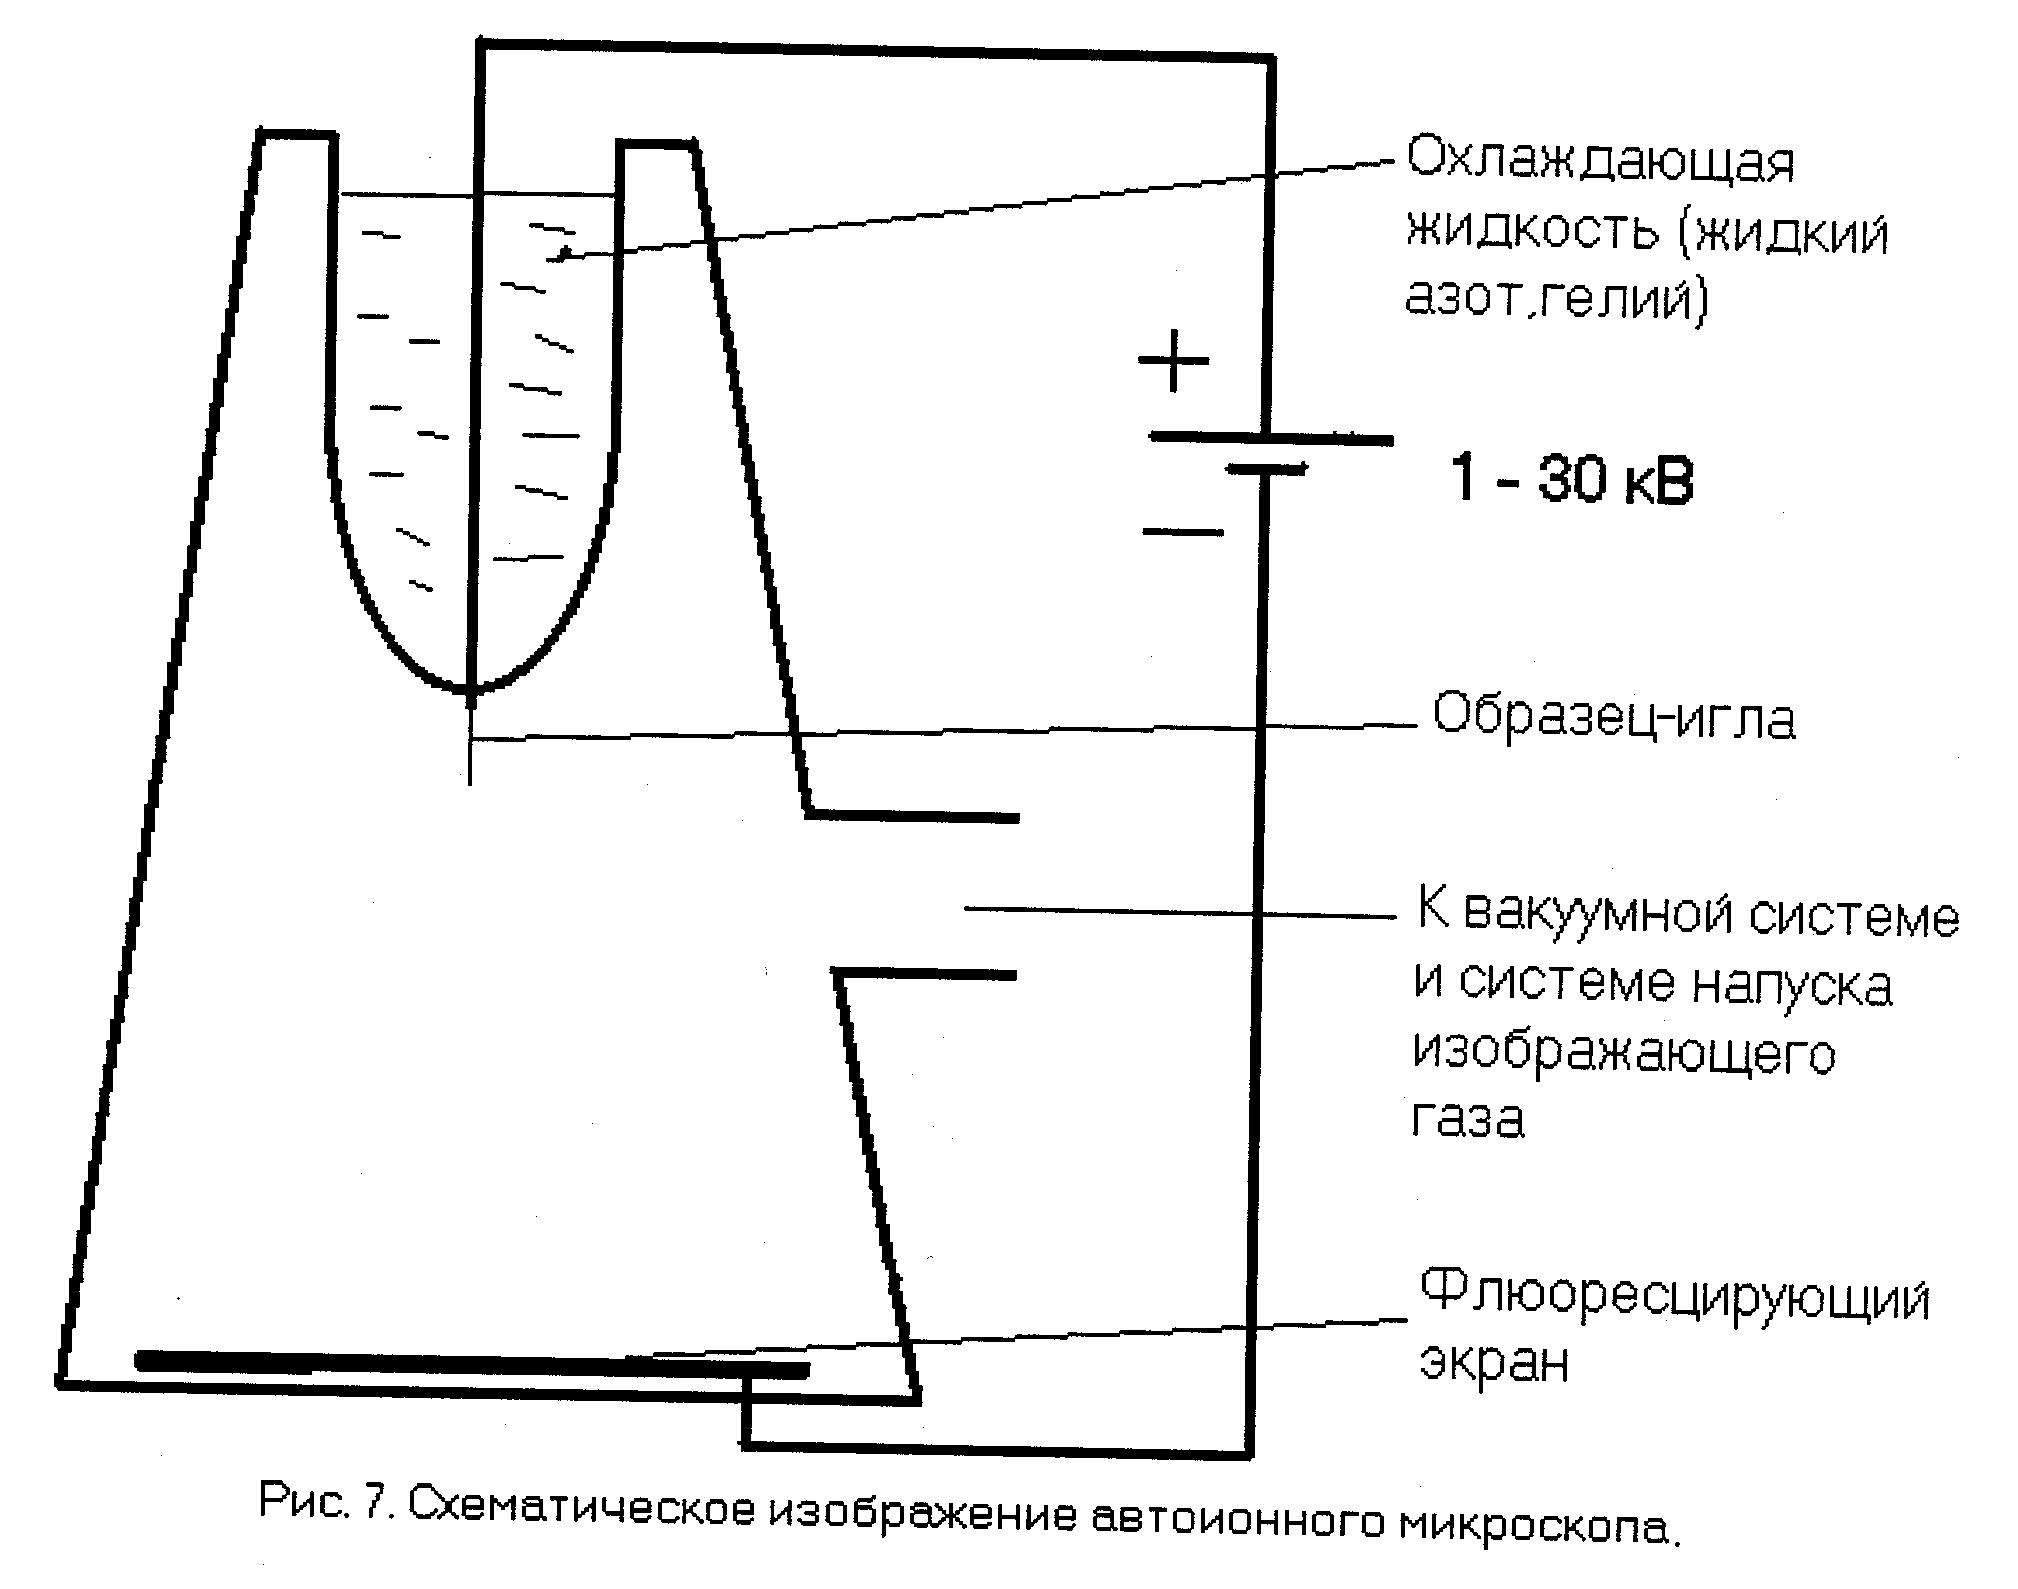 Охлаждающая
жидкость (жидкий
азот,гелий)
+
1 - 30 кВ
−
Образец-игла
К вакуумной системе
и системе напуска
изображающего
газа
Флюоресцирующий
экран
Рис. 7. Схематическое изображение автоионного микроскопа.